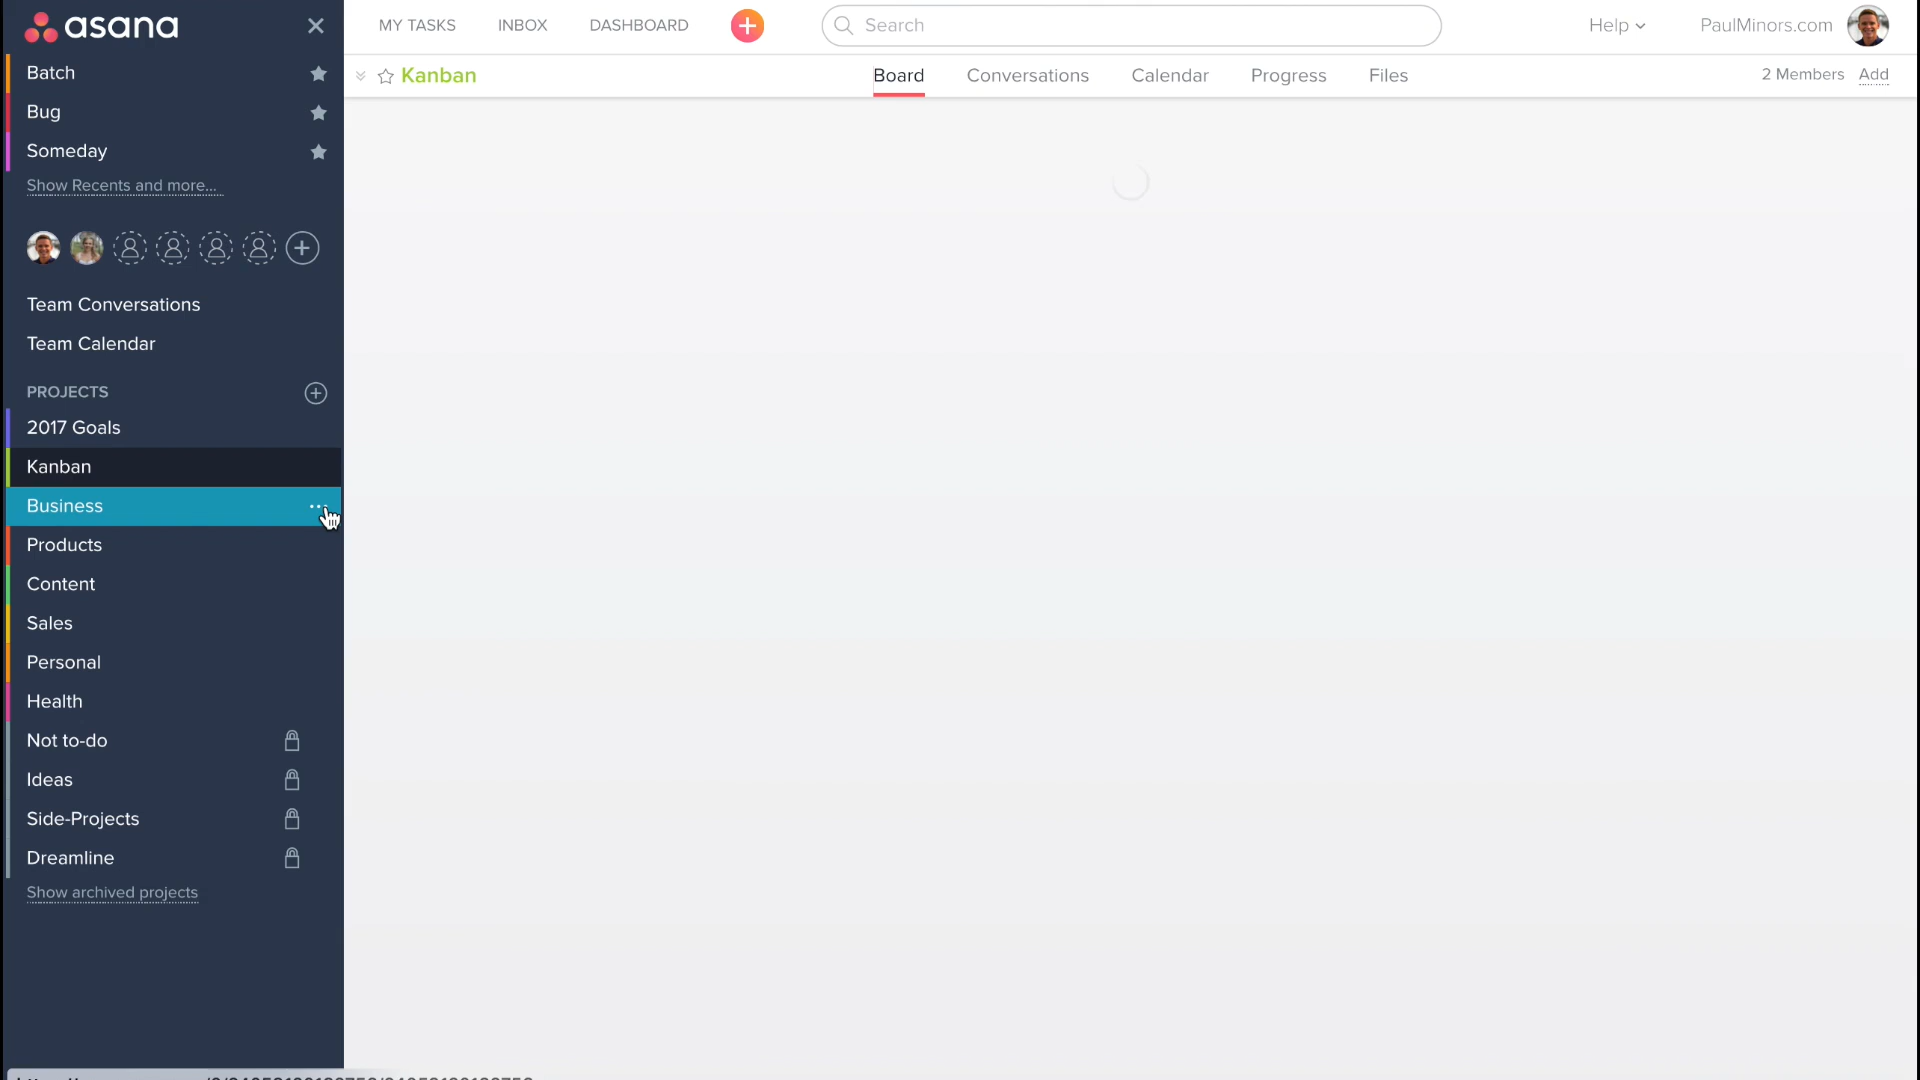 asana
MY TASKS INBOX DASHBOARD Search Help PaulMinors.com
Batch
Bug
Someday
Show Recents and more...
Kanban Board Conversations Calendar Progress Files 2 Members Add
Team Conversations
Team Calendar
PROJECTS
2017 Goals
Kanban
Business
Products
Content
Sales
Personal
Health
Not to-do
Ideas
Side-Projects
Dreamline
Show archived projects